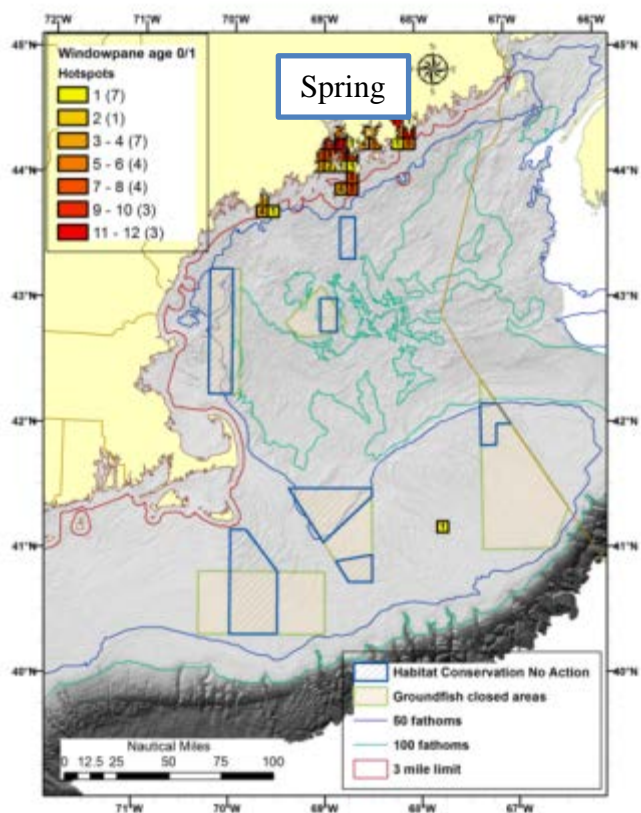 72°W 70°W 69°W 68°W 67°W 66°W
Windowpane age 0/1
Hotspots
1 (7)
2 (1)
3 - 4 (7)
5 - 6 (4)
7 - 8 (4)
9 - 10 (3)
11 - 12 (3)
Spring
45°N 45°N
44°N 44°N
43°N 43°N
42°N 42°N
41°N 41°N
1
40°N 40°N
Habitat Conservation No Action
Groundfish closed areas
60 fathoms
100 fathoms
3 mile limit
Nautical Miles
0 12.5 25 50 75 100
71°W 70°W 69°W 68°W 67°W